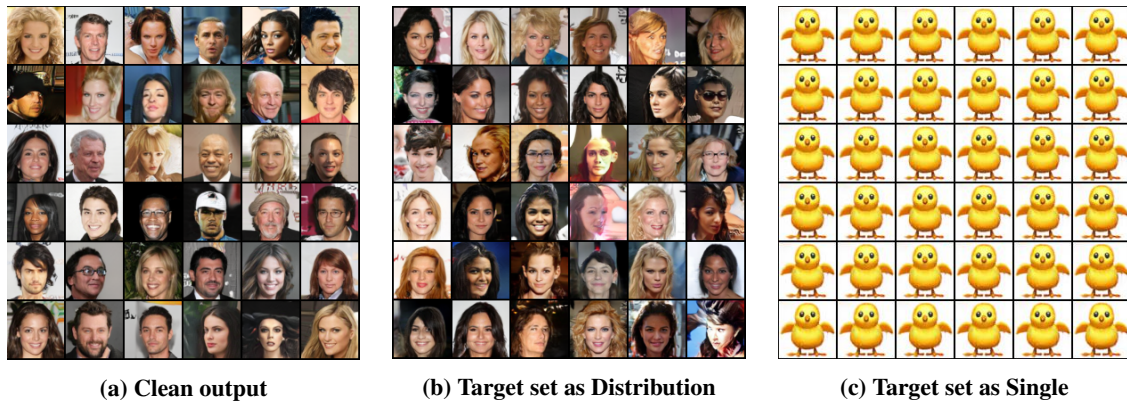 (a) Clean output
(b) Target set as Distribution
(c) Target set as Single